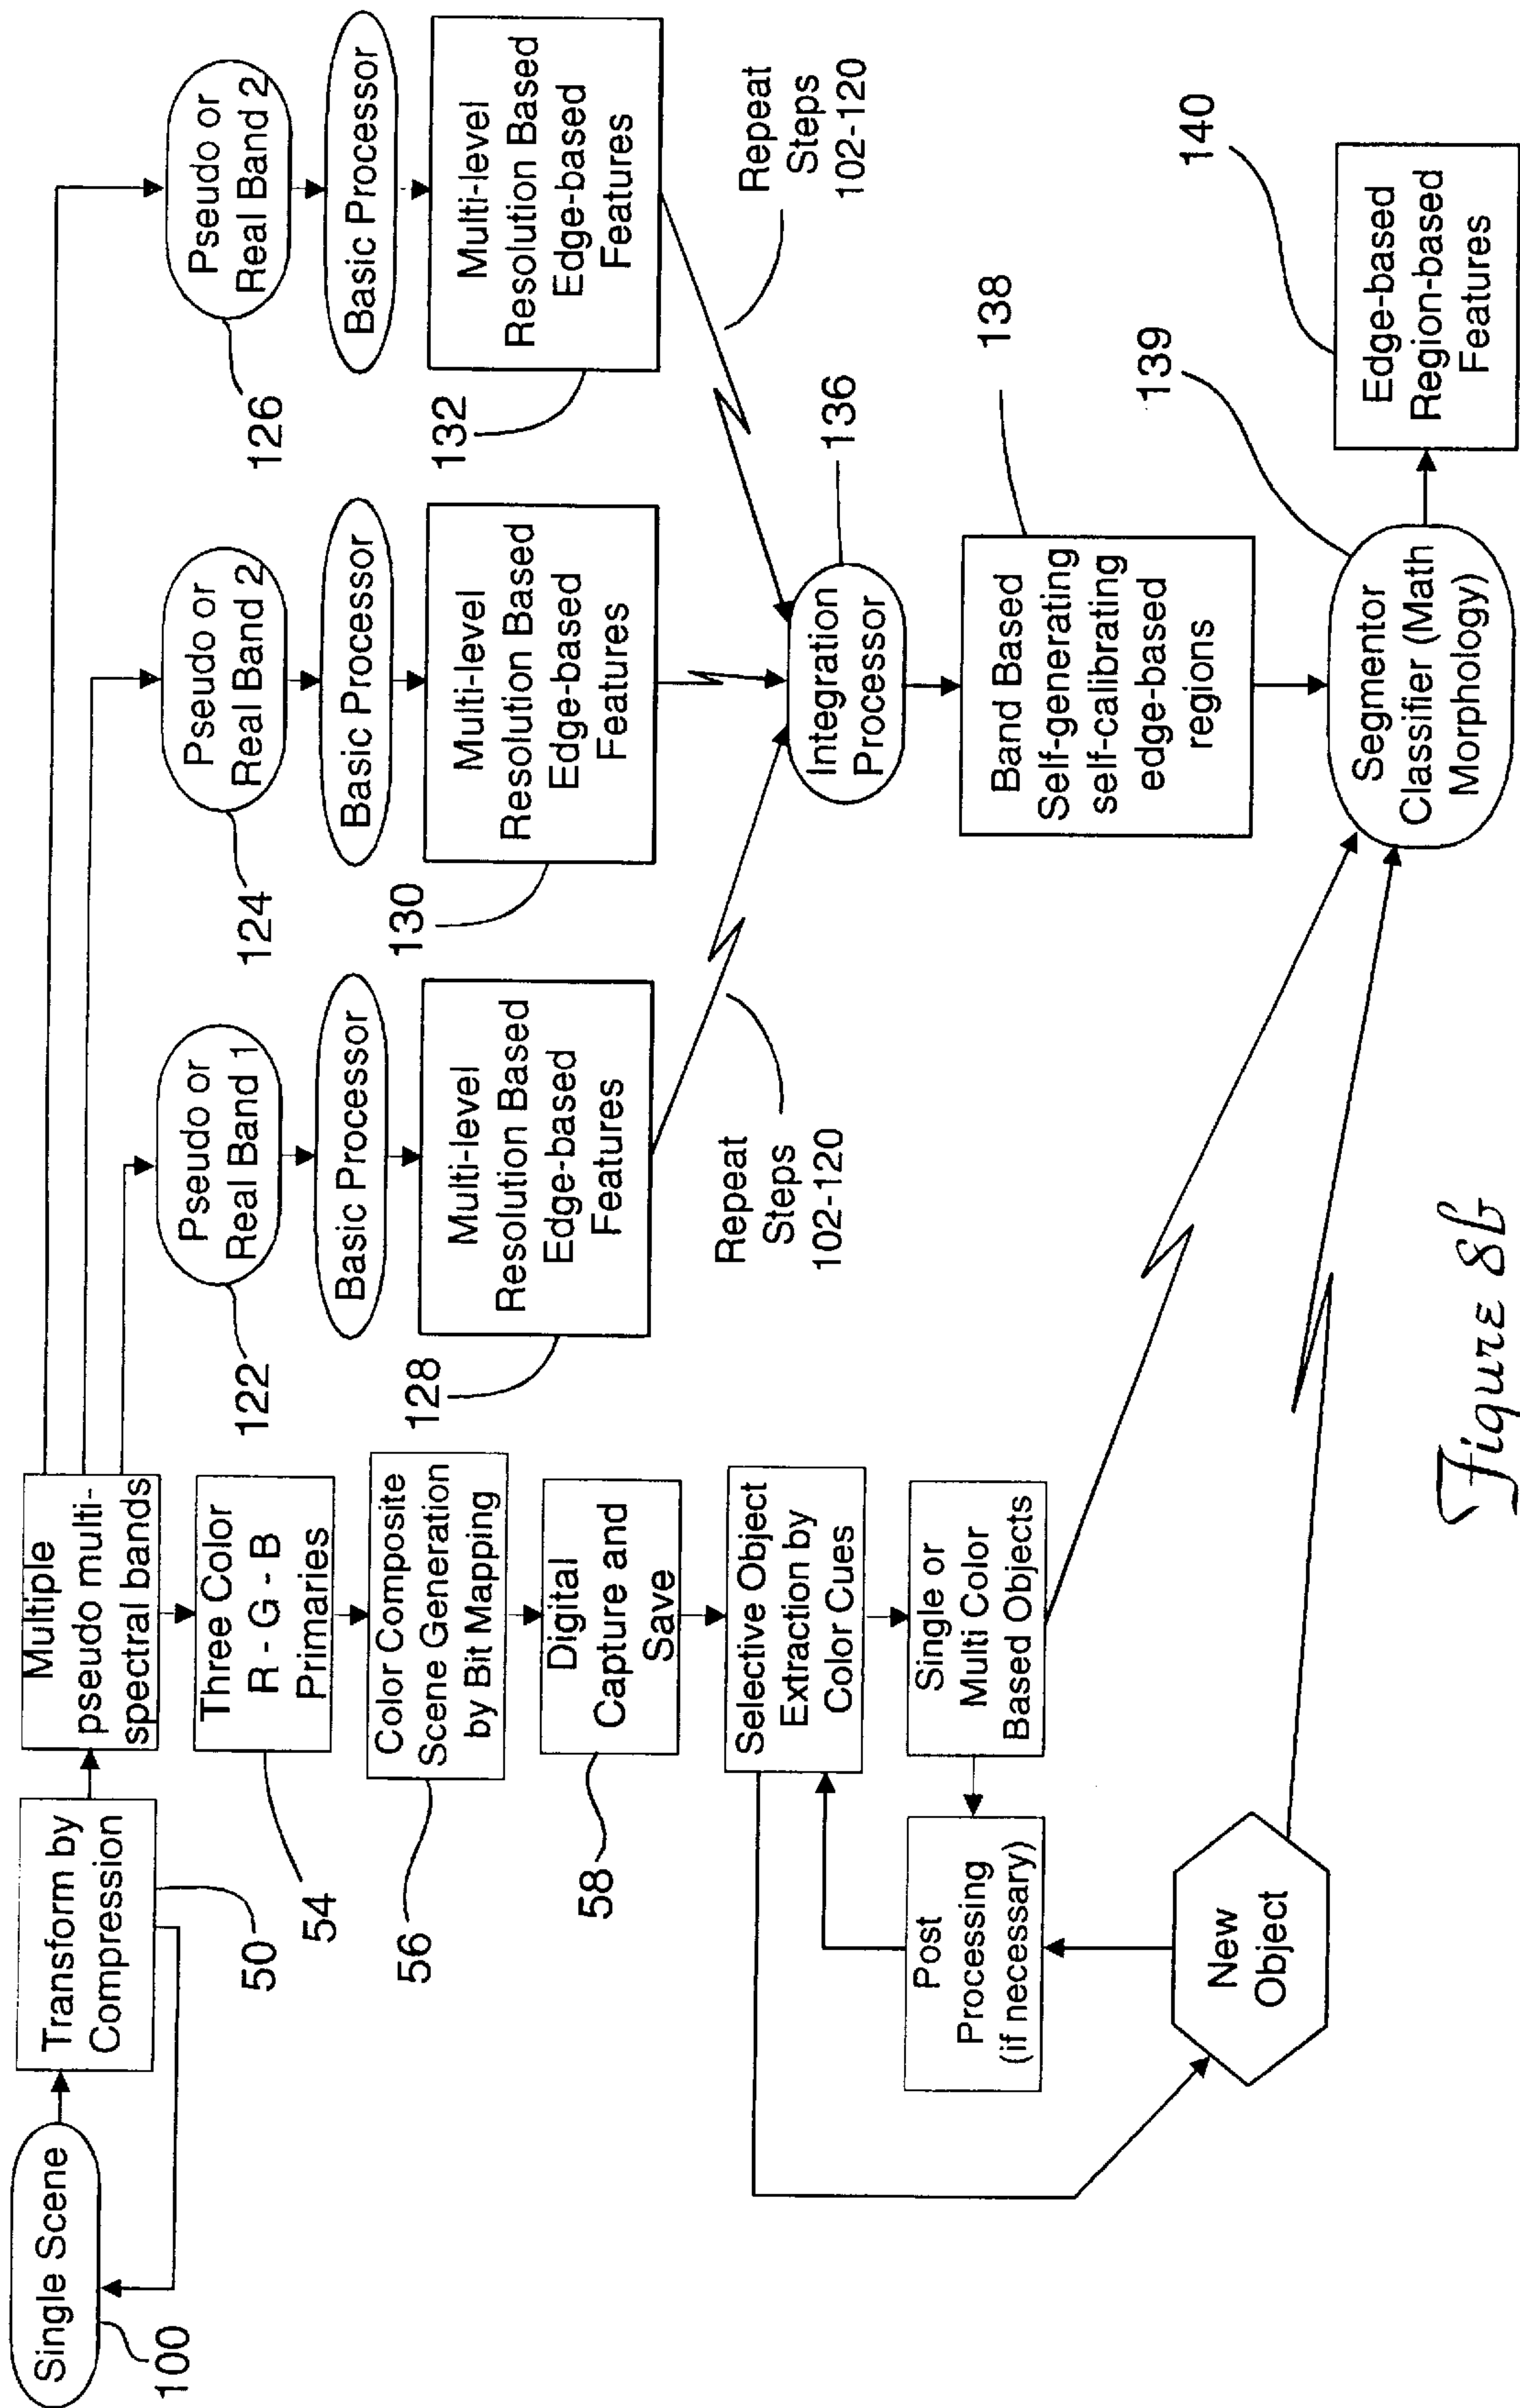 Single Scene
100
Transform by
Compression
50
Multiple
pseudo multi-
spectral bands
Three Color
R - G - B
Primaries
54
Color Composite
Scene Generation
by Bit Mapping
56
Digital
Capture and
Save
58
Selective Object
Extraction by
Color Cues
Single or
Multi Color
Based Objects
Post
Processing
(if necessary)
New
Object
Pseudo or
Real Band 1
122
Basic Processor
Multi-level
Resolution Based
Edge-based
Features
128
Repeat
Steps
102-120
Pseudo or
Real Band 2
124
Basic Processor
Multi-level
Resolution Based
Edge-based
Features
130
Pseudo or
Real Band 2
126
Basic Processor
Multi-level
Resolution Based
Edge-based
Features
132
Repeat
Steps
102-120
Integration
Processor
136
Band Based
Self-generating
self-calibrating
edge-based
regions
138
Segmentor
Classifier (Math
Morphology)
139
Edge-based
Region-based
Features
140
Figure 8b